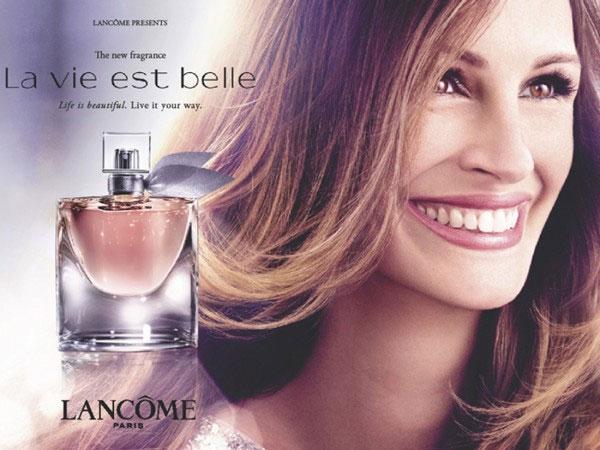 LANCÔME PRESENTS
The new fragrance
La vie est belle
Life is beautiful. Live it your way.
LANCÔME
PARIS